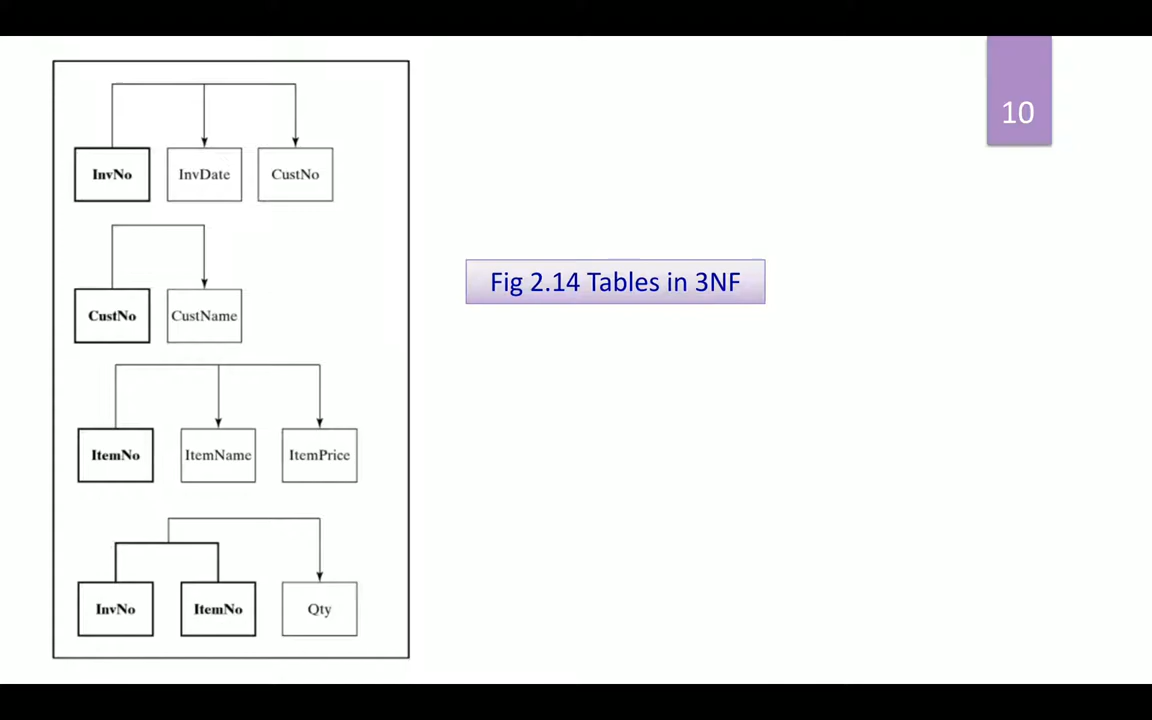 10
InvNo InvDate CustNo
CustNo CustName
Fig 2.14 Tables in 3NF
ItemNo ItemName ItemPrice
InvNo ItemNo Qty